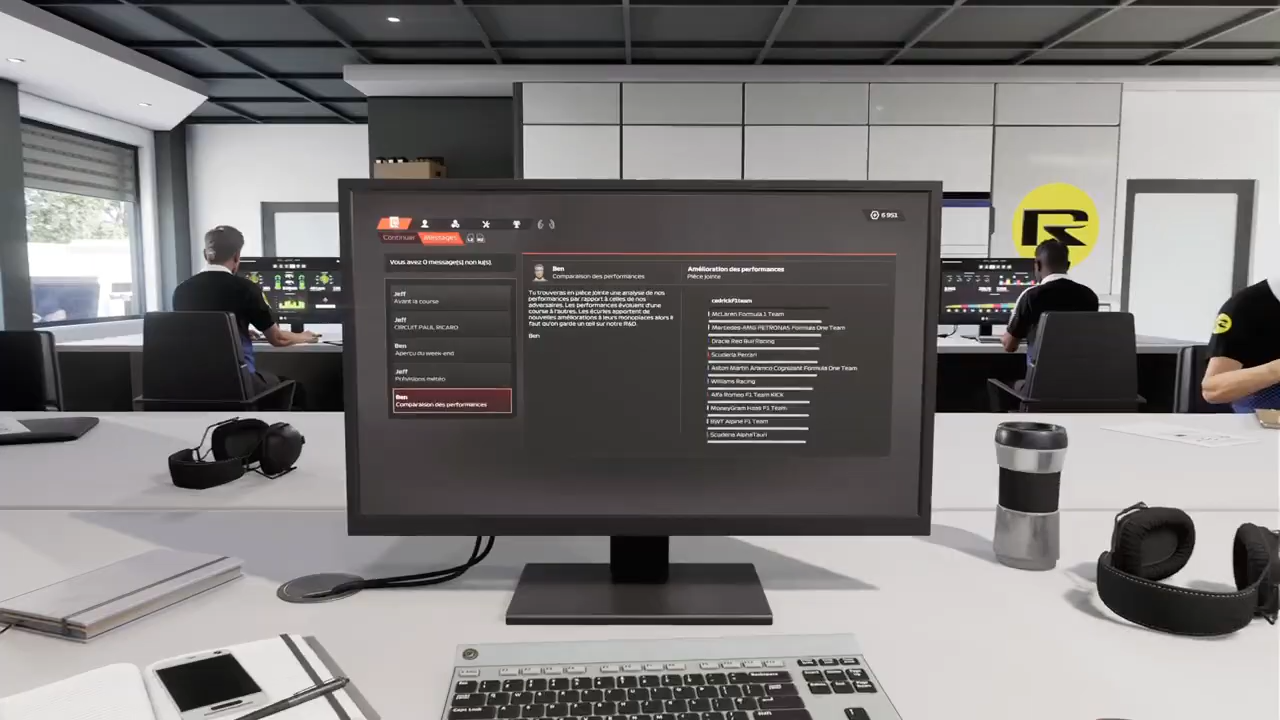 6 951
Continuer
Messages
Vous avez 0 message(s) non lu(s).
Jeff
Avant la course
Jeff
CIRCUIT PAUL RICARD
Ben
Aperçu du week-end
Jeff
Prévisions météo
Ben
Comparaison des performances
Ben
Comparaison des performances
Tu trouveras en pièce jointe une analyse de nos
performances par rapport à celles de nos
adversaires. Les performances évoluent d'une
course à l'autres. Les écuries apportent de
nouvelles améliorations à leurs monoplaces alors il
faut qu'on garde un œil sur notre R&D.
Ben
Amélioration des performances
Pièce jointe
cedrickf1team
McLaren Formula 1 Team
Mercedes-AMG PETRONAS Formula One Team
Oracle Red Bull Racing
Scuderia Ferrari
Aston Martin Aramco Cognizant Formula One Team
Williams Racing
Alfa Romeo F1 Team KICK
MoneyGram Haas F1 Team
BWT Alpine F1 Team
Scuderia AlphaTauri
R
Caps Lock